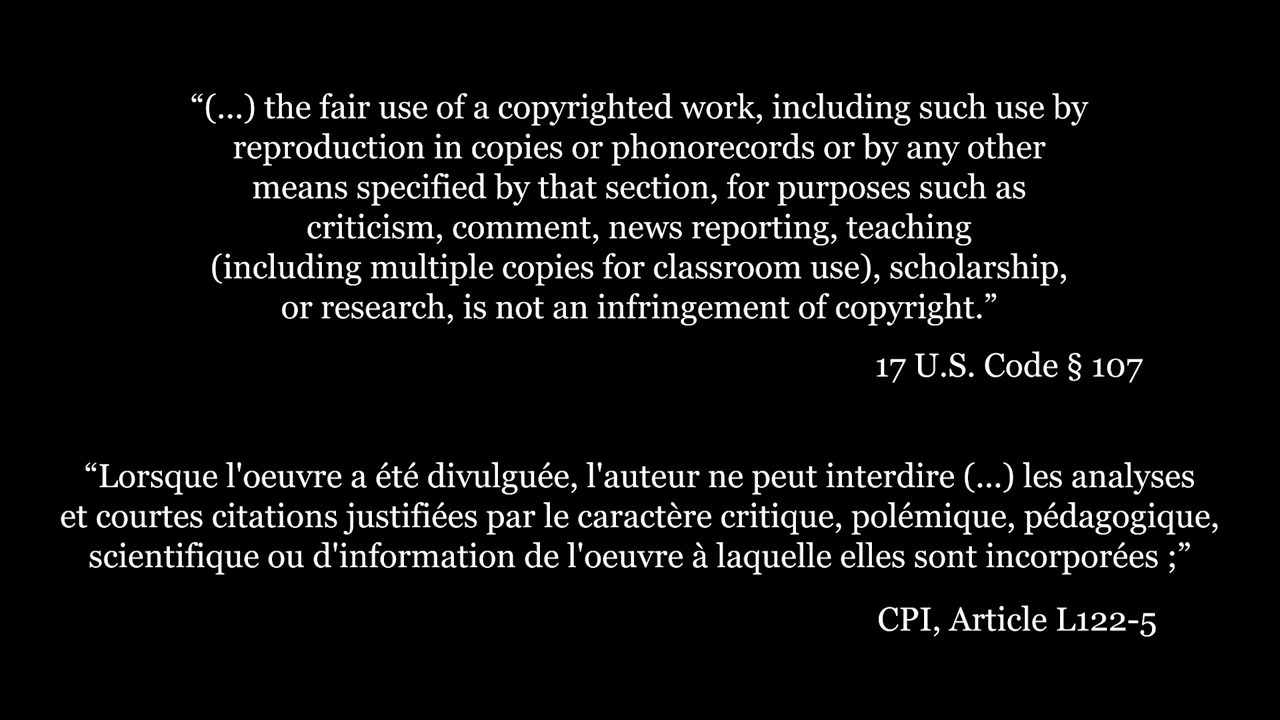 “(...) the fair use of a copyrighted work, including such use by
reproduction in copies or phonorecords or by any other
means specified by that section, for purposes such as
criticism, comment, news reporting, teaching
(including multiple copies for classroom use), scholarship,
or research, is not an infringement of copyright.”
17 U.S. Code § 107
“Lorsque l'oeuvre a été divulguée, l'auteur ne peut interdire (...) les analyses
et courtes citations justifiées par le caractère critique, polémique, pédagogique,
scientifique ou d'information de l'oeuvre à laquelle elles sont incorporées ;”
CPI, Article L122-5